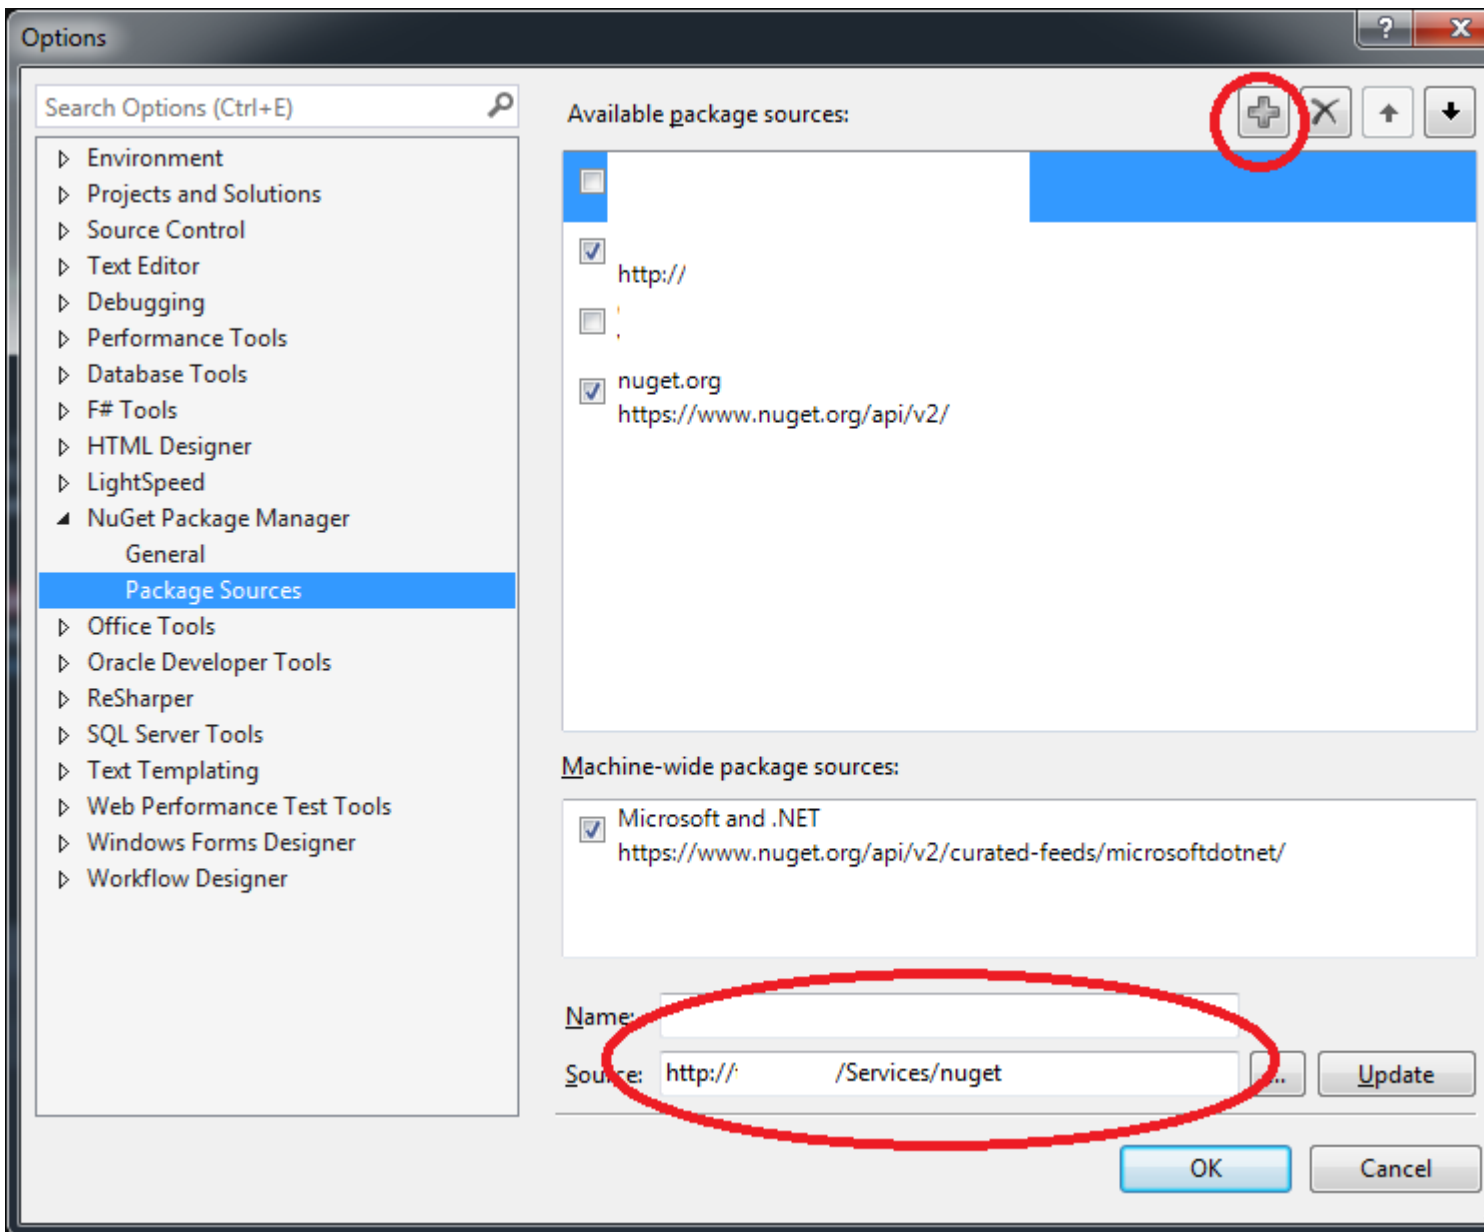 Options
?
X
Search Options (Ctrl+E)
Environment
Projects and Solutions
Source Control
Text Editor
Debugging
Performance Tools
Database Tools
F# Tools
HTML Designer
LightSpeed
NuGet Package Manager
General
Package Sources
Office Tools
Oracle Developer Tools
ReSharper
SQL Server Tools
Text Templating
Web Performance Test Tools
Windows Forms Designer
Workflow Designer
Available package sources:
http://
nuget.org
https://www.nuget.org/api/v2/
Machine-wide package sources:
Microsoft and .NET
https://www.nuget.org/api/v2/curated-feeds/microsoftdotnet/
Name:
Source: http:// /Services/nuget
... Update
OK Cancel